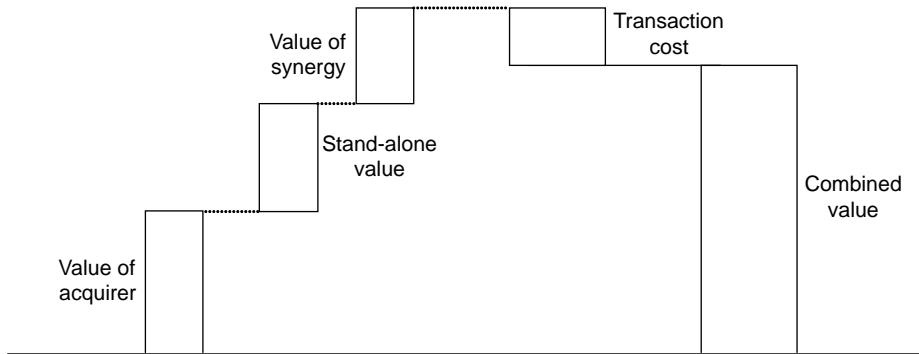 Value of
synergy
Transaction
cost
Stand-alone
value
Combined
value
Value of
acquirer